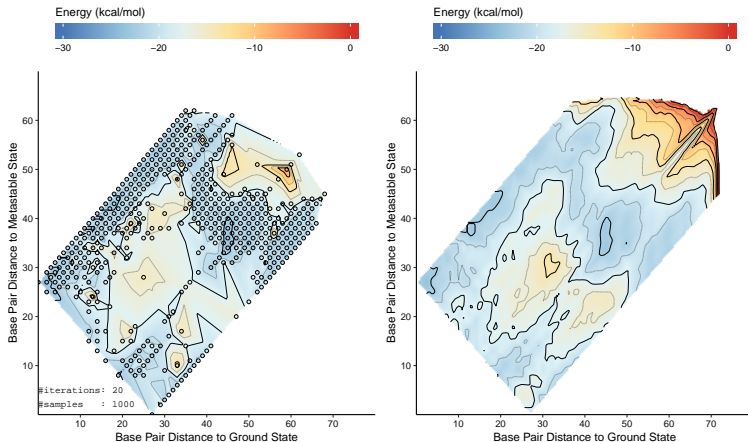 Energy (kcal/mol)
−30 −20 −10 0
Base Pair Distance to Metastable State
60
50
40
30
20
10
#iterations: 20
#samples : 1000
10 20 30 40 50 60 70
Base Pair Distance to Ground State
Energy (kcal/mol)
−30 −20 −10 0
Base Pair Distance to Metastable State
60
50
40
30
20
10
10 20 30 40 50 60 70
Base Pair Distance to Ground State